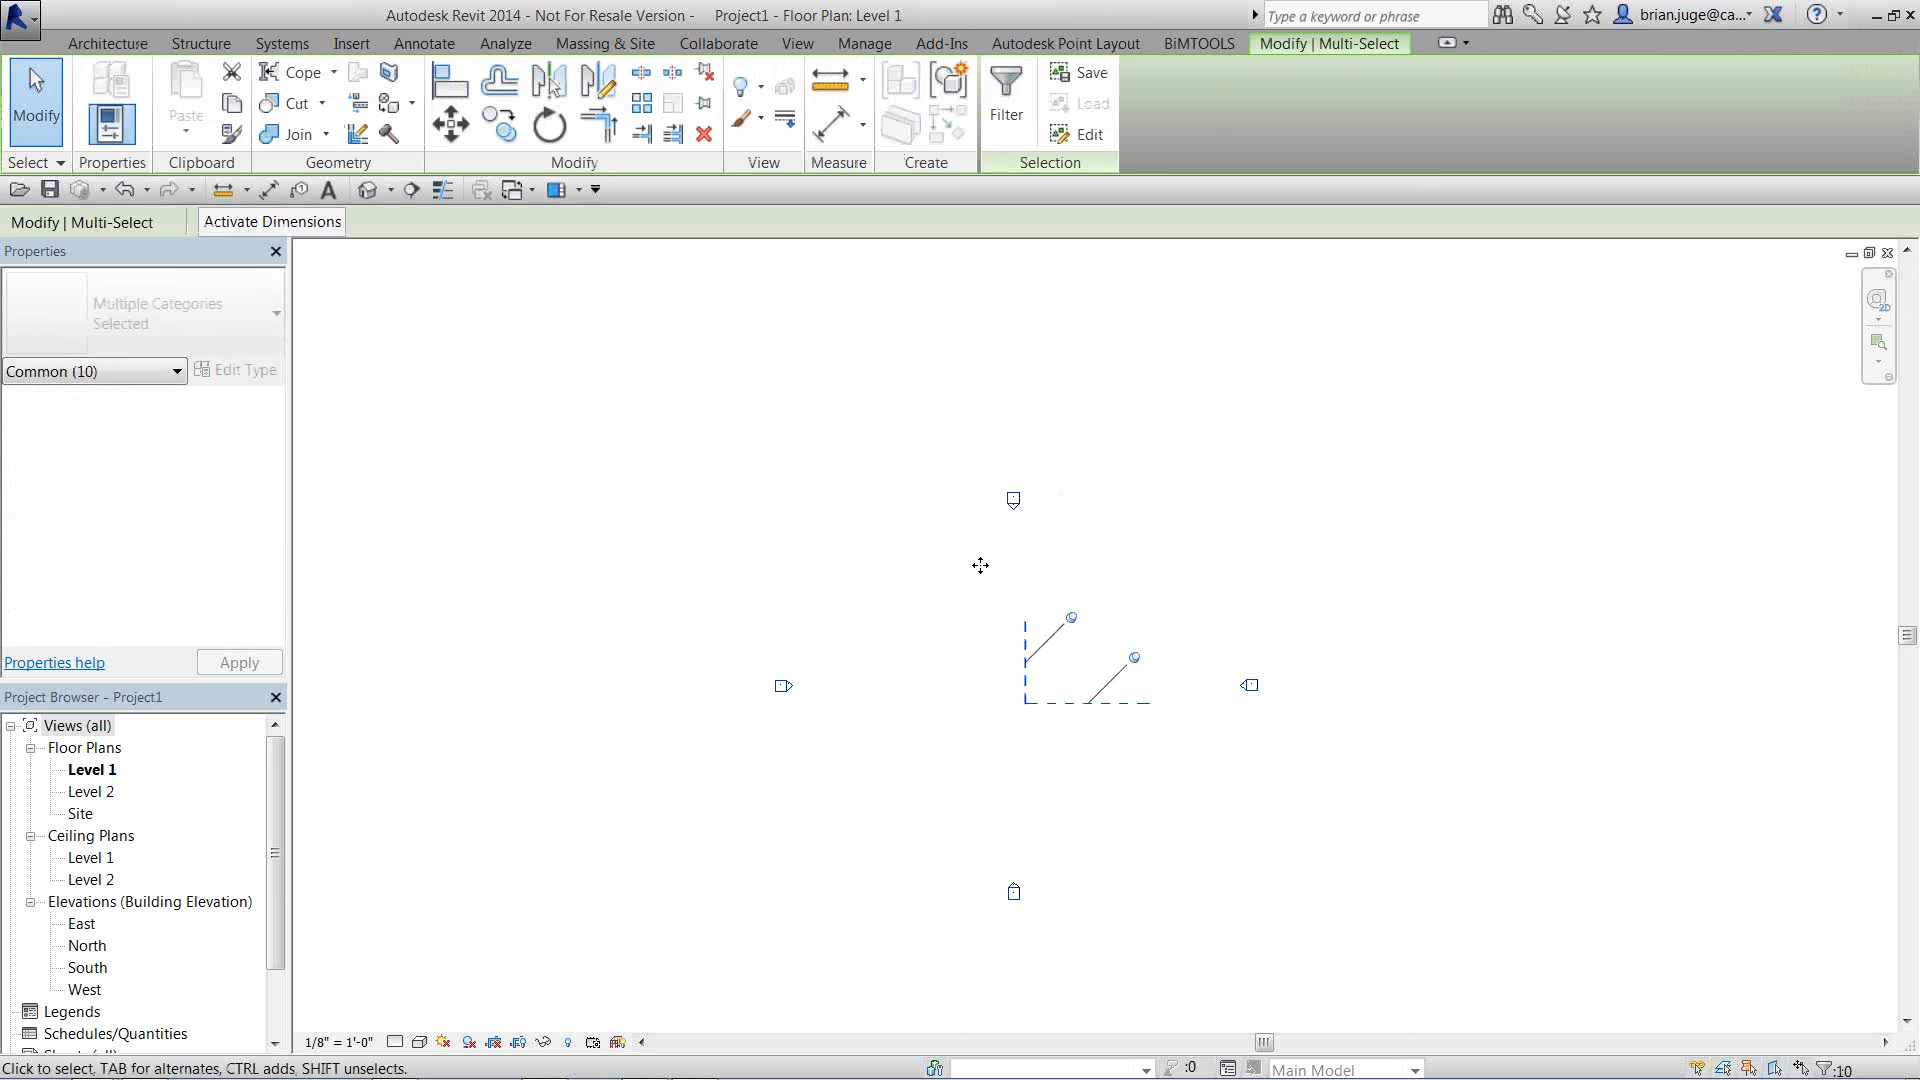 Autodesk Revit 2014 - Not For Resale Version -     Project1 - Floor Plan: Level 1
Type a keyword or phrase
brian.juge@ca...
Architecture Structure Systems Insert Annotate Analyze Massing & Site Collaborate View Manage Add-Ins Autodesk Point Layout BiMTOOLS Modify | Multi-Select
Modify
Paste
Cope
Cut
Join
Filter
Save
Load
Edit
Select Properties Clipboard Geometry Modify View Measure Create Selection
Modify | Multi-Select
Activate Dimensions
Properties
Multiple Categories
Selected
Common (10)
Edit Type
2D
Properties help
Apply
Project Browser - Project1
Views (all)
Floor Plans
Level 1
Level 2
Site
Ceiling Plans
Level 1
Level 2
Elevations (Building Elevation)
East
North
South
West
Legends
Schedules/Quantities
1/8" = 1'-0"
Click to select, TAB for alternates, CTRL adds, SHIFT unselects.
:0
Main Model
:10